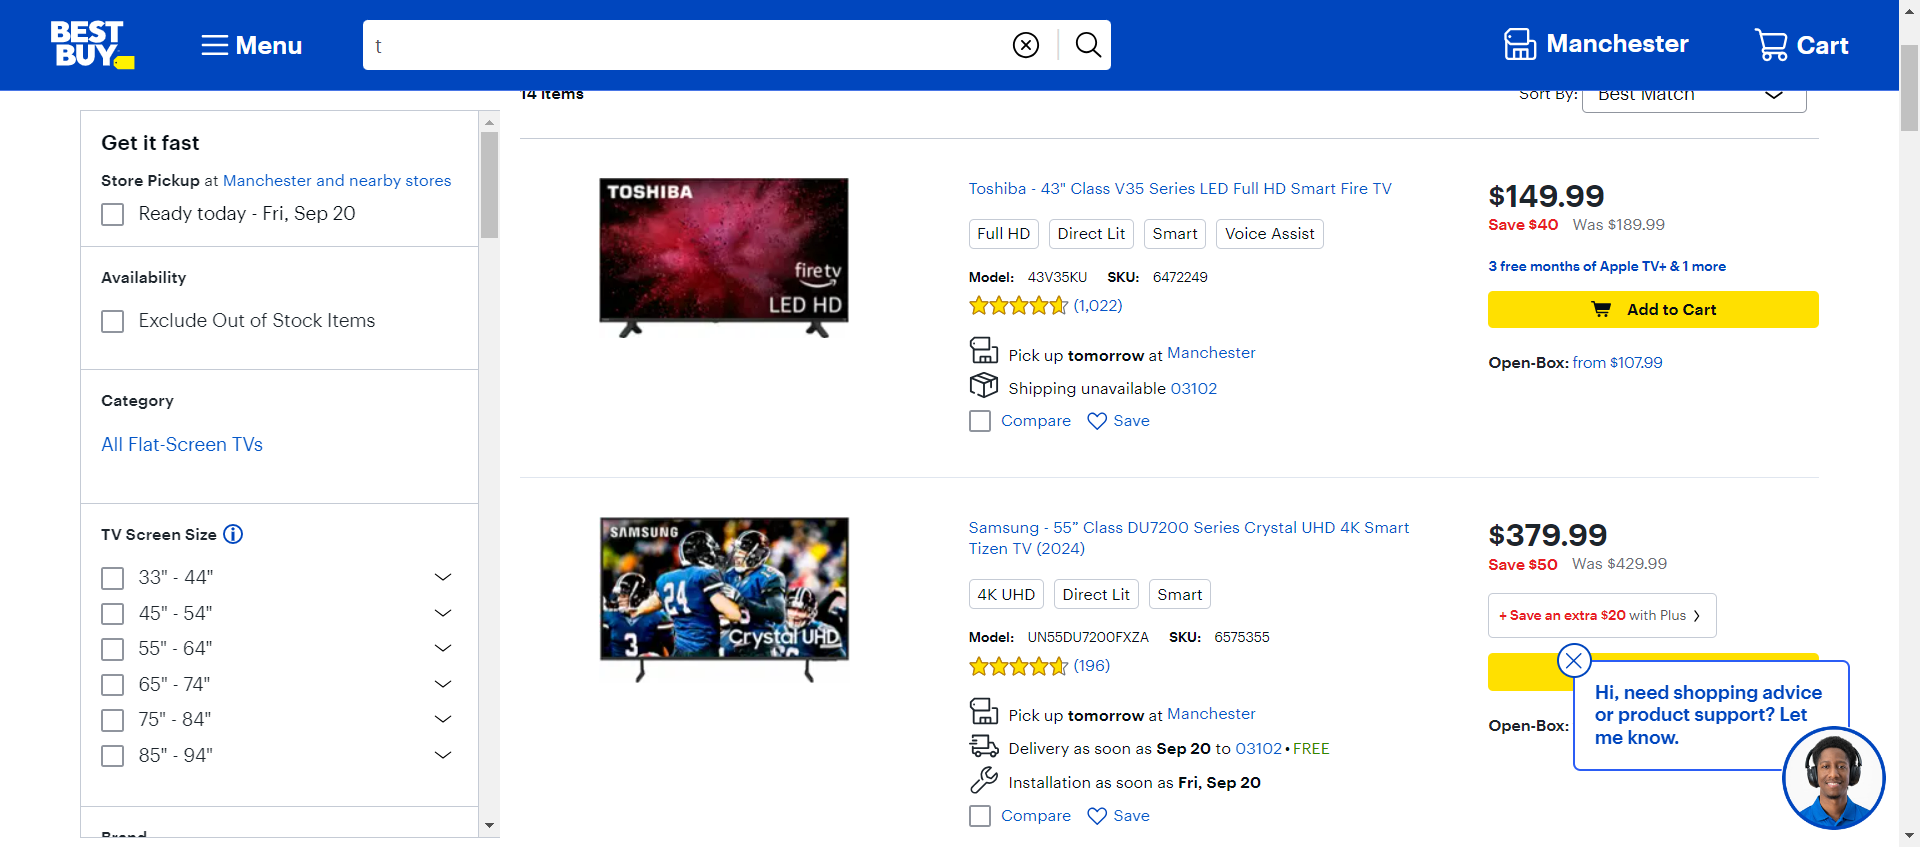 BEST BUY
Menu
t
Manchester
Cart
14 items
Sort By: Best Match
Get it fast
Store Pickup at Manchester and nearby stores
Ready today - Fri, Sep 20
Availability
Exclude Out of Stock Items
Category
All Flat-Screen TVs
TV Screen Size
33" - 44"
45" - 54"
55" - 64"
65" - 74"
75" - 84"
85" - 94"
Brand
TOSHIBA
firetv
LED HD
Toshiba - 43" Class V35 Series LED Full HD Smart Fire TV
Full HD
Direct Lit
Smart
Voice Assist
Model: 43V35KU SKU: 6472249
(1,022)
Pick up tomorrow at Manchester
Shipping unavailable 03102
Compare
Save
$149.99
Save $40 Was $189.99
3 free months of Apple TV+ & 1 more
Add to Cart
Open-Box: from $107.99
SAMSUNG
24
3
Crystal UHD
Samsung - 55” Class DU7200 Series Crystal UHD 4K Smart
Tizen TV (2024)
4K UHD
Direct Lit
Smart
Model: UN55DU7200FXZA SKU: 6575355
(196)
Pick up tomorrow at Manchester
Delivery as soon as Sep 20 to 03102 • FREE
Installation as soon as Fri, Sep 20
Compare
Save
$379.99
Save $50 Was $429.99
+ Save an extra $20 with Plus
Open-Box:
Hi, need shopping advice
or product support? Let
me know.